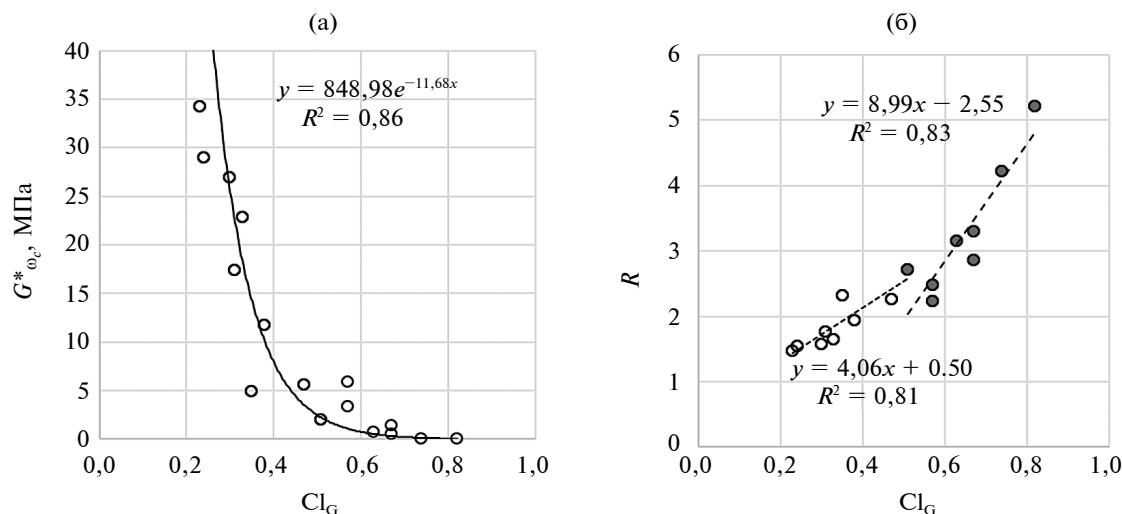 (а)
40
35
30
25
20
15
10
5
0
0,0 0,2 0,4 0,6 0,8 1,0
G*ω_c, МПа
Cl_G
y = 848,98e^−11,68x
R² = 0,86
(б)
6
5
4
3
2
1
0
0,0 0,2 0,4 0,6 0,8 1,0
R
Cl_G
y = 8,99x − 2,55
R² = 0,83
y = 4,06x + 0.50
R² = 0,81